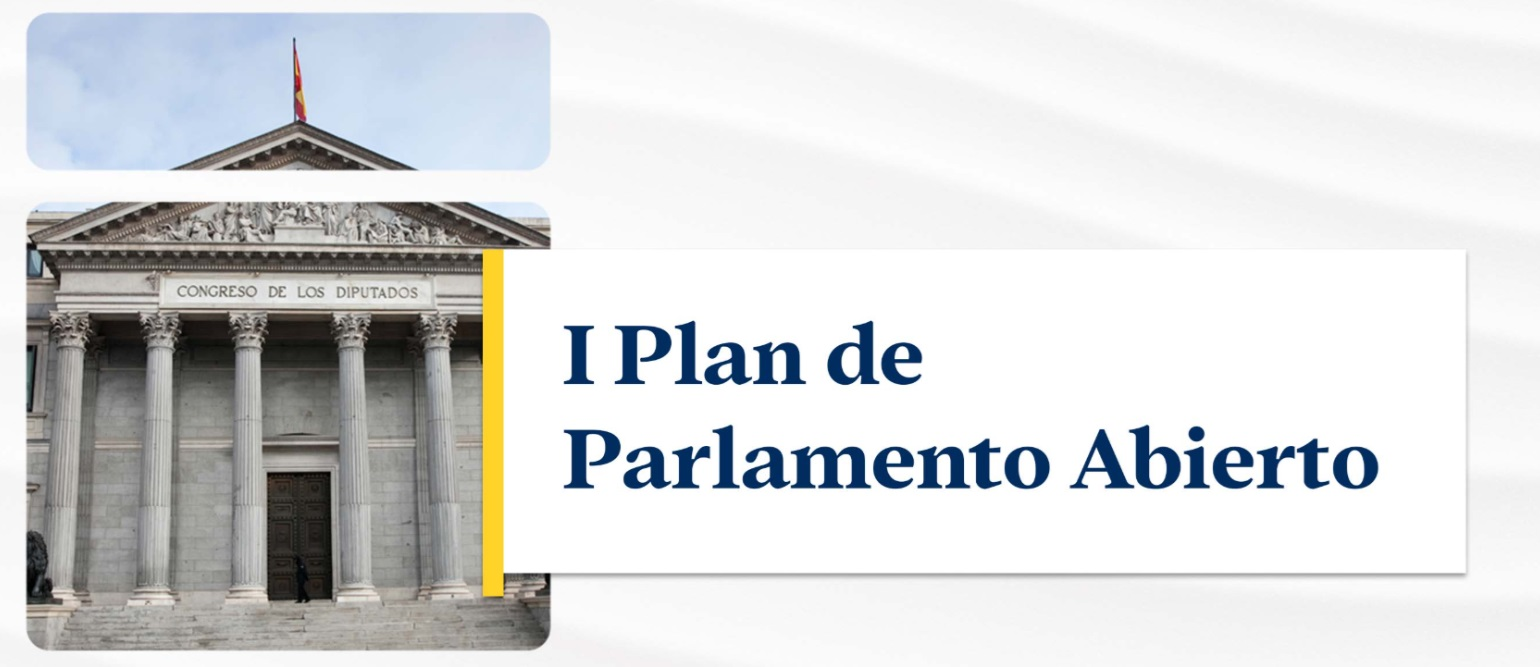 CONGRESO DE LOS DIPUTADOS
I Plan de
Parlamento Abierto